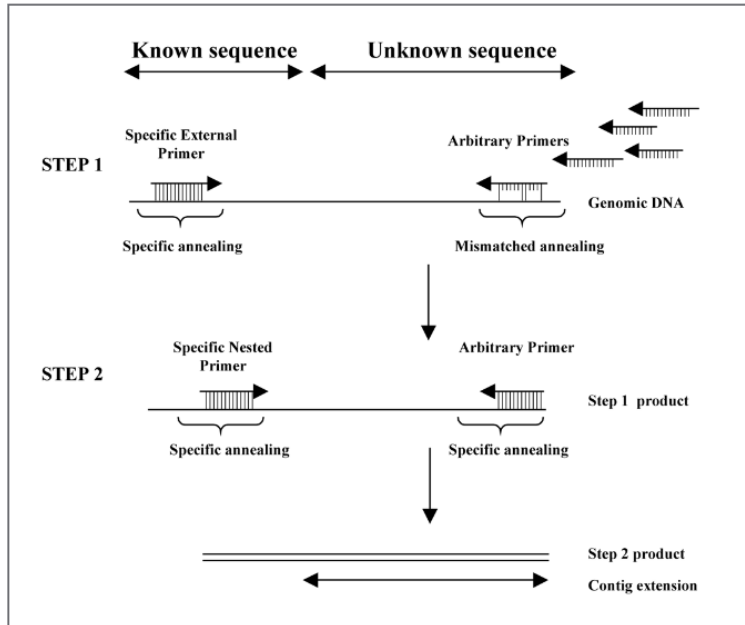 Known sequence
Unknown sequence
Specific External
Primer
Arbitrary Primers
STEP 1
Genomic DNA
Specific annealing
Mismatched annealing
Specific Nested
Primer
Arbitrary Primer
STEP 2
Step 1 product
Specific annealing
Specific annealing
Step 2 product
Contig extension